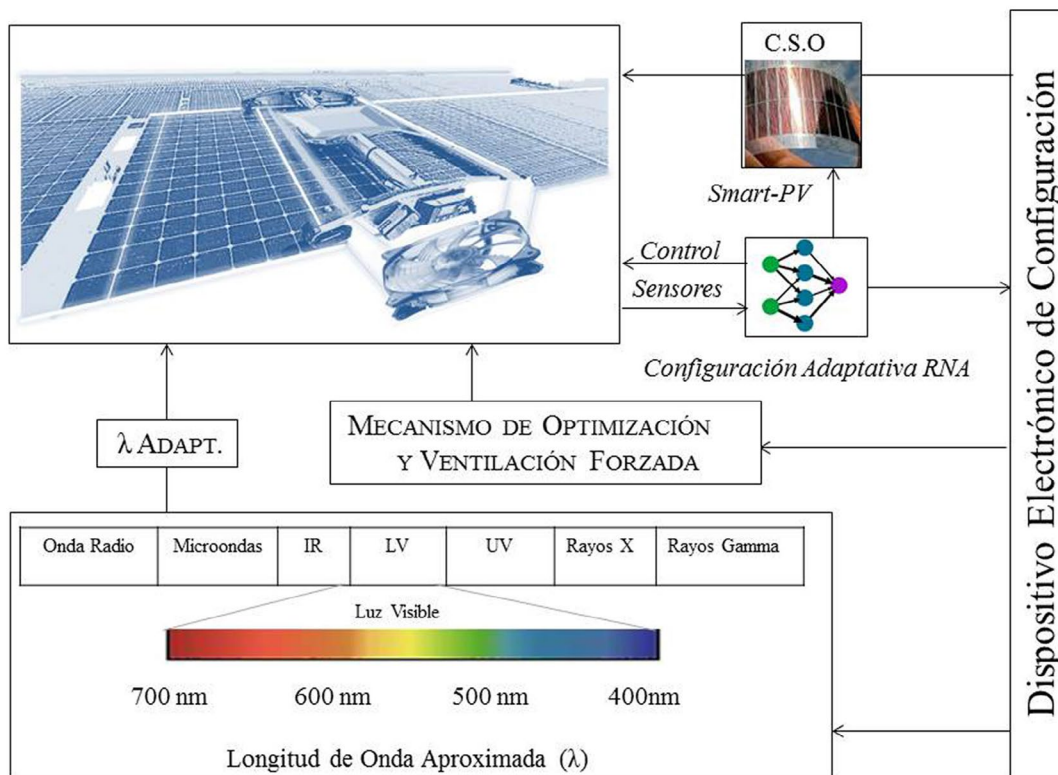 C.S.O
Smart-PV
Control
Sensores
Configuración Adaptativa RNA
λ ADAPT.
MECANISMO DE OPTIMIZACIÓN
Y VENTILACIÓN FORZADA
Onda Radio
Microondas
IR
LV
UV
Rayos X
Rayos Gamma
Luz Visible
700 nm
600 nm
500 nm
400nm
Longitud de Onda Aproximada (λ)
Dispositivo Electrónico de Configuración